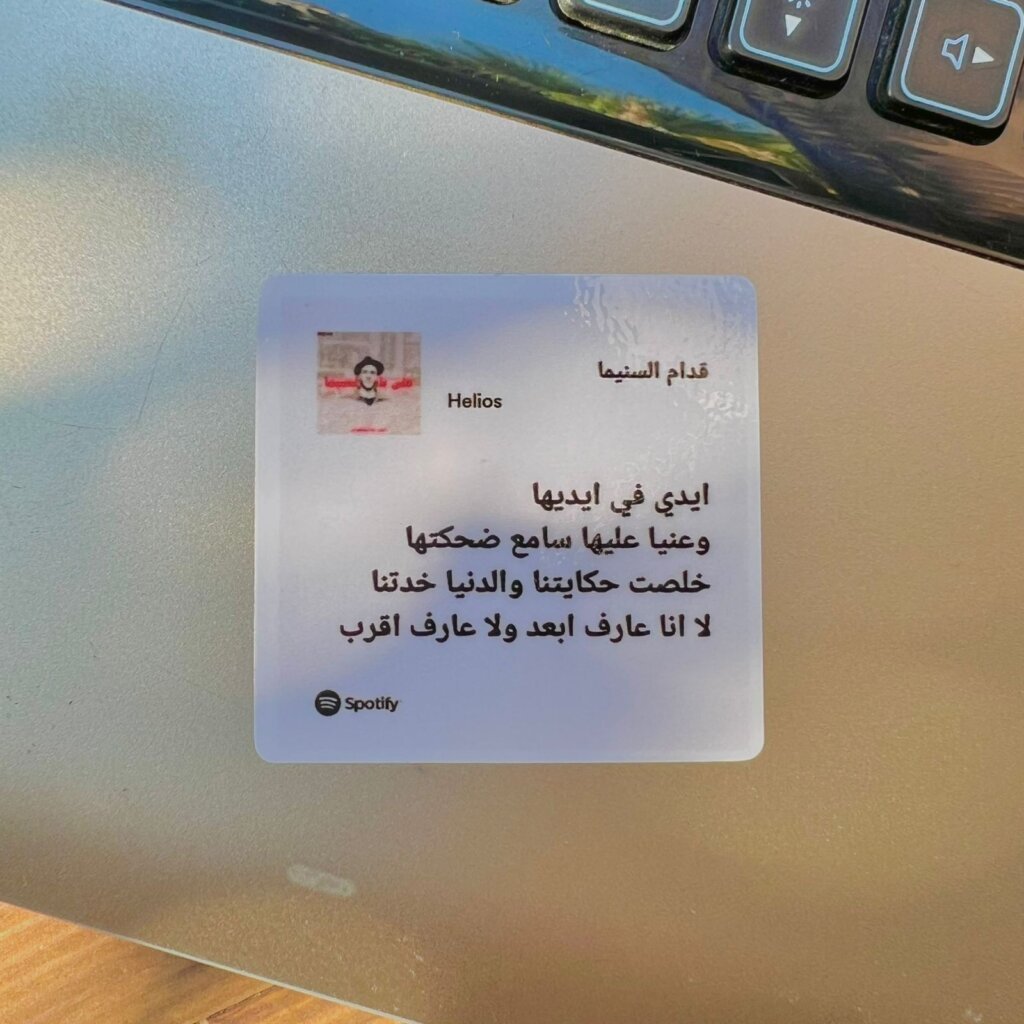 قدام السنيما
Helios
ايدي في ايديها
وعنيا عليها سامع ضحكتها
خلصت حكايتنا والدنيا خدتنا
لا انا عارف ابعد ولا عارف اقرب
Spotify